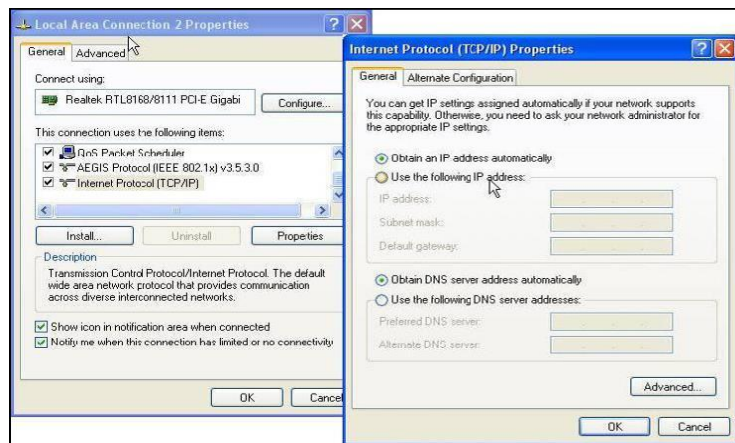 Local Area Connection 2 Properties
General
Advanced
Connect using:
Realtek RTL8168/8111 PCI-E Gigabi
Configure...
This connection uses the following items:
QoS Packet Scheduler
AEGIS Protocol (IEEE 802.1x) v3.5.3.0
Internet Protocol (TCP/IP)
Install...
Uninstall
Properties
Description
Transmission Control Protocol/Internet Protocol. The default
wide area network protocol that provides communication
across diverse interconnected networks.
Show icon in notification area when connected
Notify me when this connection has limited or no connectivity
OK
Cancel
Internet Protocol (TCP/IP) Properties
General
Alternate Configuration
You can get IP settings assigned automatically if your network supports
this capability. Otherwise, you need to ask your network administrator for
the appropriate IP settings.
Obtain an IP address automatically
Use the following IP address:
IP address:
Subnet mask:
Default gateway:
Obtain DNS server address automatically
Use the following DNS server addresses:
Preferred DNS server:
Alternate DNS server:
Advanced...
OK
Cancel